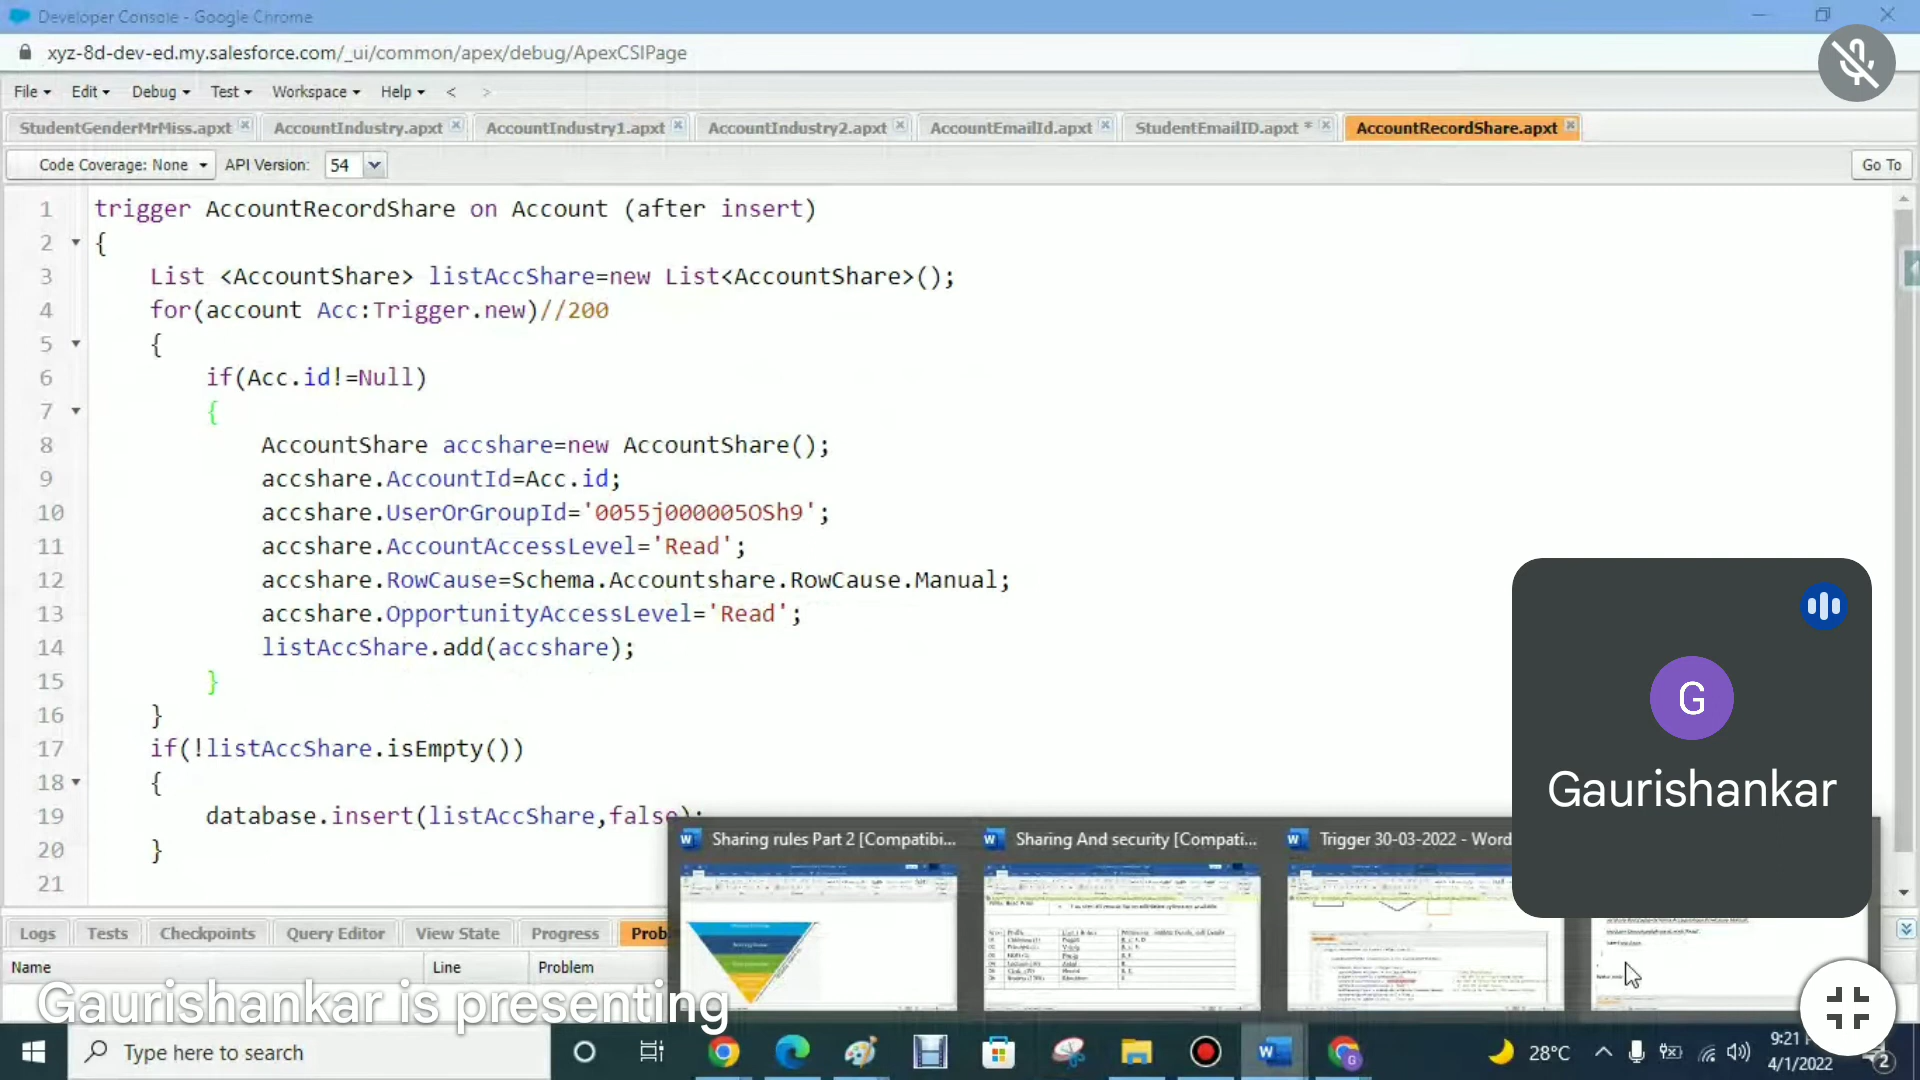 Developer Console - Google Chrome
xyz-8d-dev-ed.my.salesforce.com/_ui/common/apex/debug/ApexCSIPage
File Edit Debug Test Workspace Help < >
StudentGenderMrMiss.apxt AccountIndustry.apxt AccountIndustry1.apxt AccountIndustry2.apxt AccountEmailId.apxt StudentEmailID.apxt * AccountRecordShare.apxt
Code Coverage: None API Version: 54 Go To
1 trigger AccountRecordShare on Account (after insert)
2 {
3 List <AccountShare> listAccShare=new List<AccountShare>();
4 for(account Acc:Trigger.new)//200
5 {
6 if(Acc.id!=Null)
7 {
8 AccountShare accshare=new AccountShare();
9 accshare.AccountId=Acc.id;
10 accshare.UserOrGroupId='0055j000005OSh9';
11 accshare.AccountAccessLevel='Read';
12 accshare.RowCause=Schema.Accountshare.RowCause.Manual;
13 accshare.OpportunityAccessLevel='Read';
14 listAccShare.add(accshare);
15 }
16 }
17 if(!listAccShare.isEmpty())
18 {
19 database.insert(listAccShare,false);
20 }
21
G
Gaurishankar
Sharing rules Part 2 [Compatibi... Sharing And security [Compati... Trigger 30-03-2022 - Word
Logs Tests Checkpoints Query Editor View State Progress Prob
Name Line Problem
Gaurishankar is presenting
Type here to search
28°C
9:21
4/1/2022
2